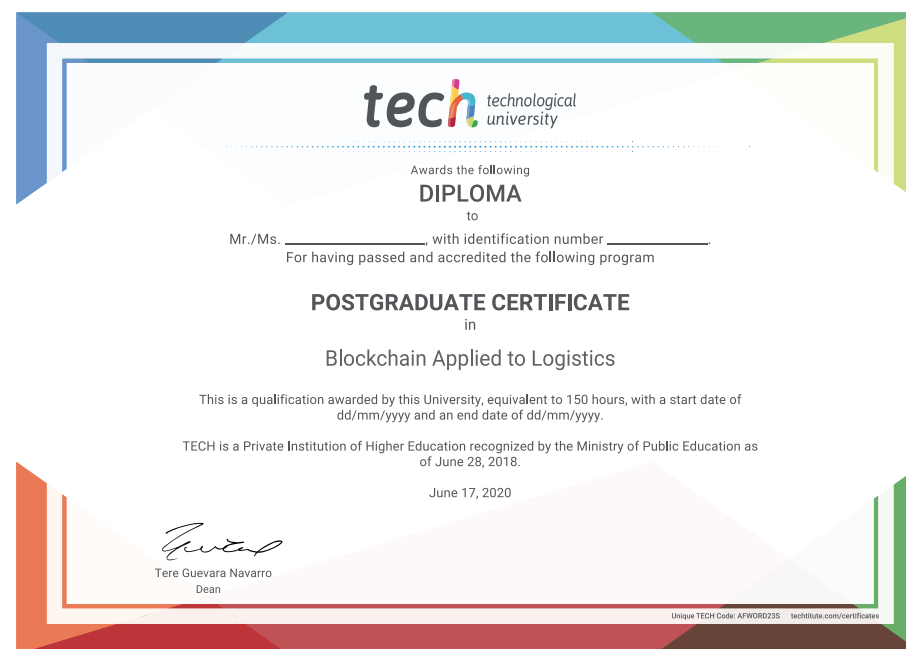 tech technological
university
Awards the following
DIPLOMA
to
Mr./Ms. ____________________, with identification number ______________.
For having passed and accredited the following program
POSTGRADUATE CERTIFICATE
in
Blockchain Applied to Logistics
This is a qualification awarded by this University, equivalent to 150 hours, with a start date of
dd/mm/yyyy and an end date of dd/mm/yyyy.
TECH is a Private Institution of Higher Education recognized by the Ministry of Public Education as
of June 28, 2018.
June 17, 2020
Tere Guevara Navarro
Dean
Unique TECH Code: AFWORD23S techtitute.com/certificates